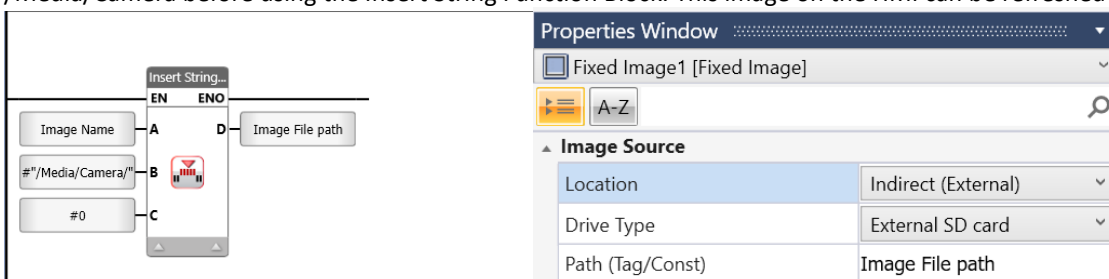 /Media/Camera before using the Insert String Function Block. This image on the HMI can be refreshed
Insert String...
EN ENO
Image Name
A
D
Image File path
#"/Media/Camera/"
B
#0
C
Properties Window
Fixed Image1 [Fixed Image]
A-Z
Image Source
Location
Indirect (External)
Drive Type
External SD card
Path (Tag/Const)
Image File path